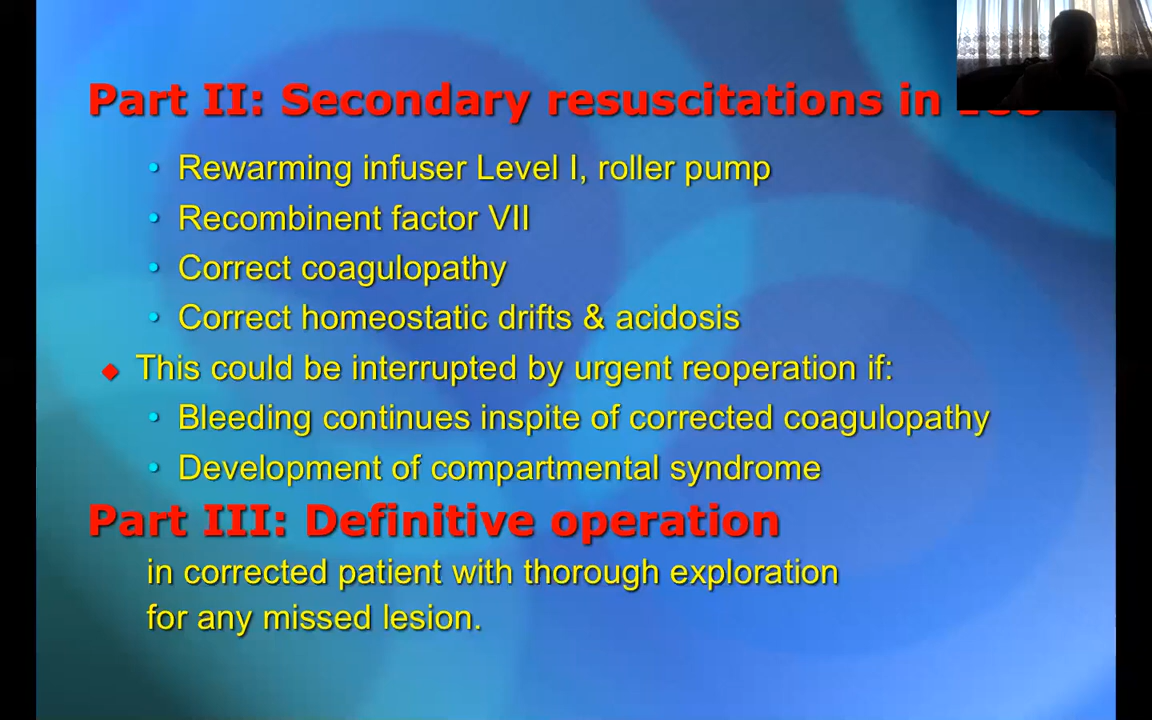 Part II: Secondary resuscitations in
• Rewarming infuser Level I, roller pump
• Recombinent factor VII
• Correct coagulopathy
• Correct homeostatic drifts & acidosis
◆ This could be interrupted by urgent reoperation if:
• Bleeding continues inspite of corrected coagulopathy
• Development of compartmental syndrome
Part III: Definitive operation
in corrected patient with thorough exploration
for any missed lesion.